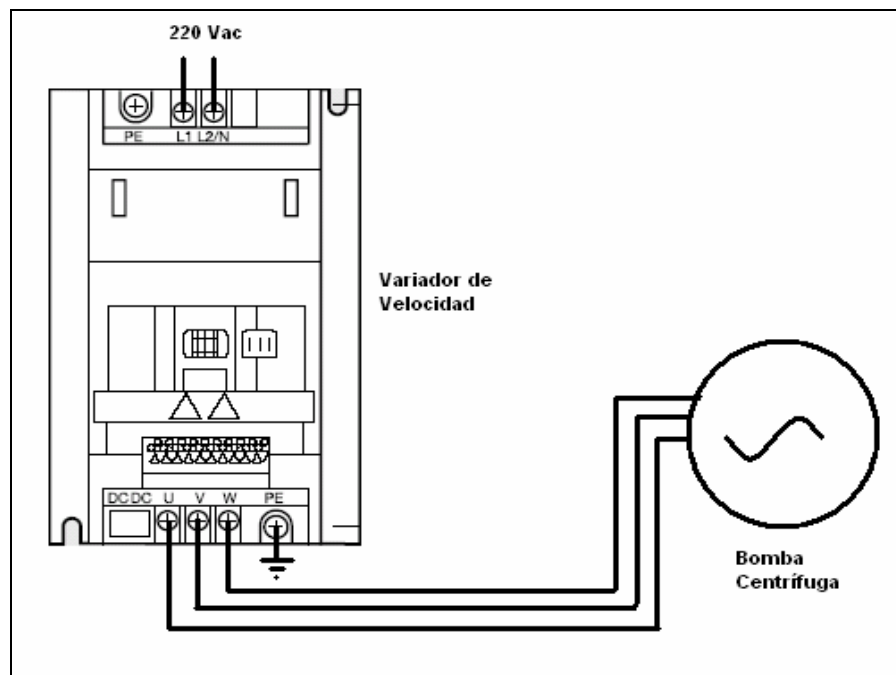 220 Vac
PE L1 L2/N
Variador de
Velocidad
DC DC U V W PE
Bomba
Centrífuga